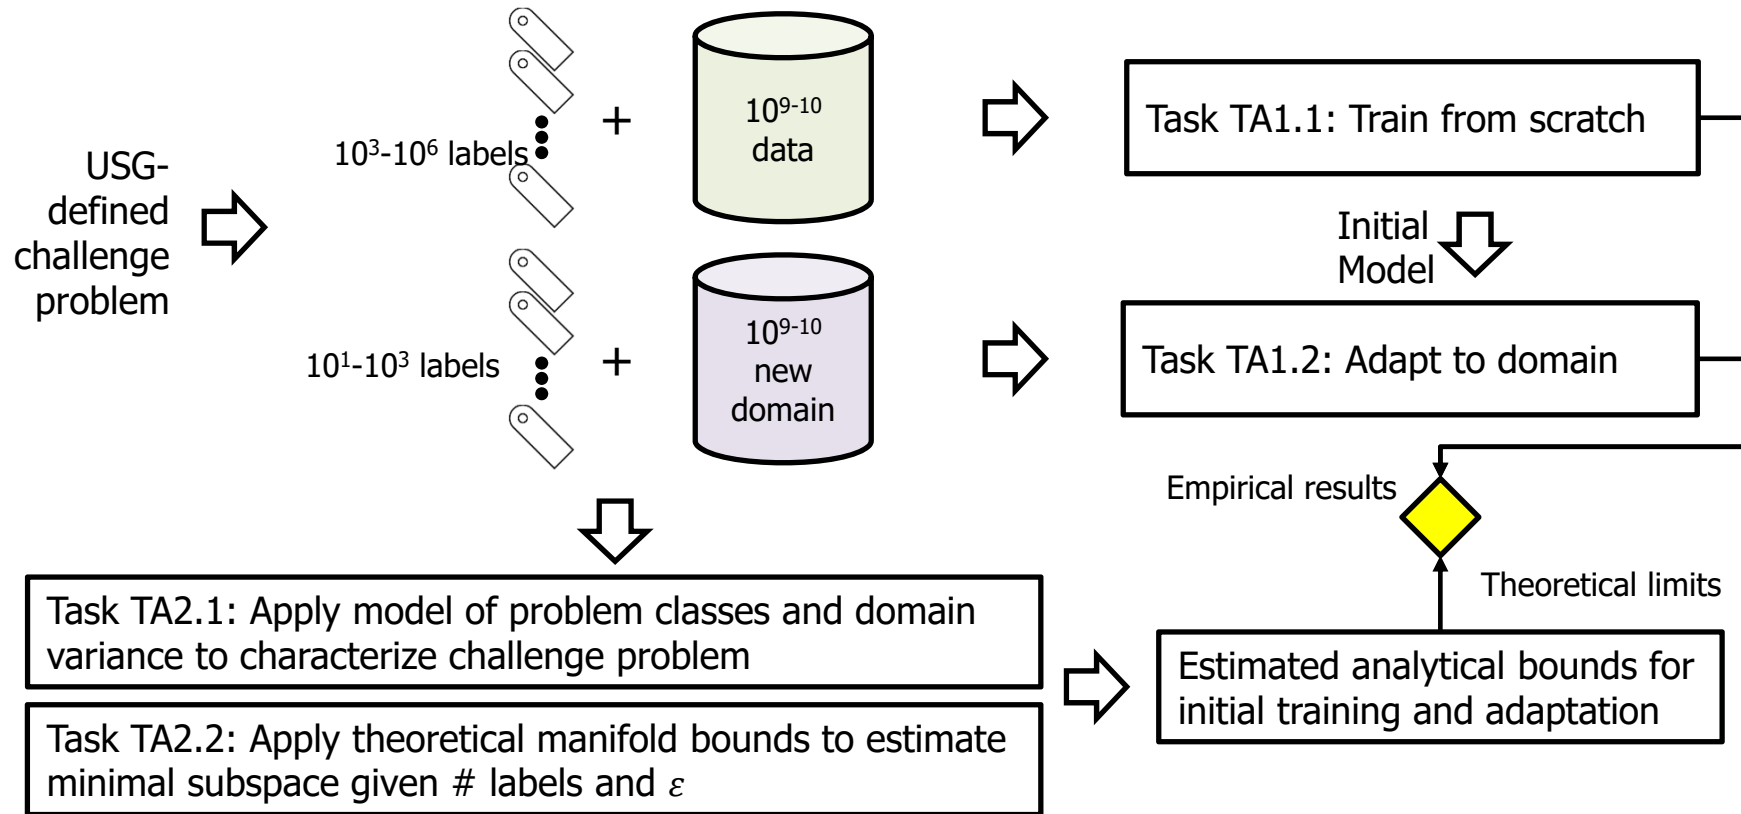 USG-
defined
challenge
problem
10³-10⁶ labels
+
10⁹⁻¹⁰
data
Task TA1.1: Train from scratch
Initial
Model
10¹-10³ labels
+
10⁹⁻¹⁰
new
domain
Task TA1.2: Adapt to domain
Empirical results
Theoretical limits
Task TA2.1: Apply model of problem classes and domain
variance to characterize challenge problem
Task TA2.2: Apply theoretical manifold bounds to estimate
minimal subspace given # labels and ε
Estimated analytical bounds for
initial training and adaptation